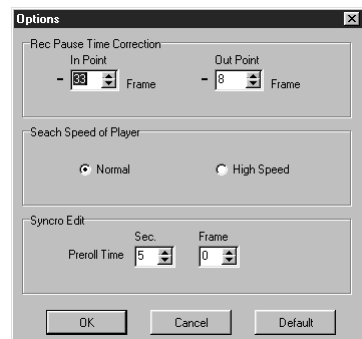 Options
Rec Pause Time Correction
In Point Out Point
- 33 Frame - 8 Frame
Seach Speed of Player
Normal High Speed
Syncro Edit
Sec. Frame
Preroll Time 5 0
OK Cancel Default